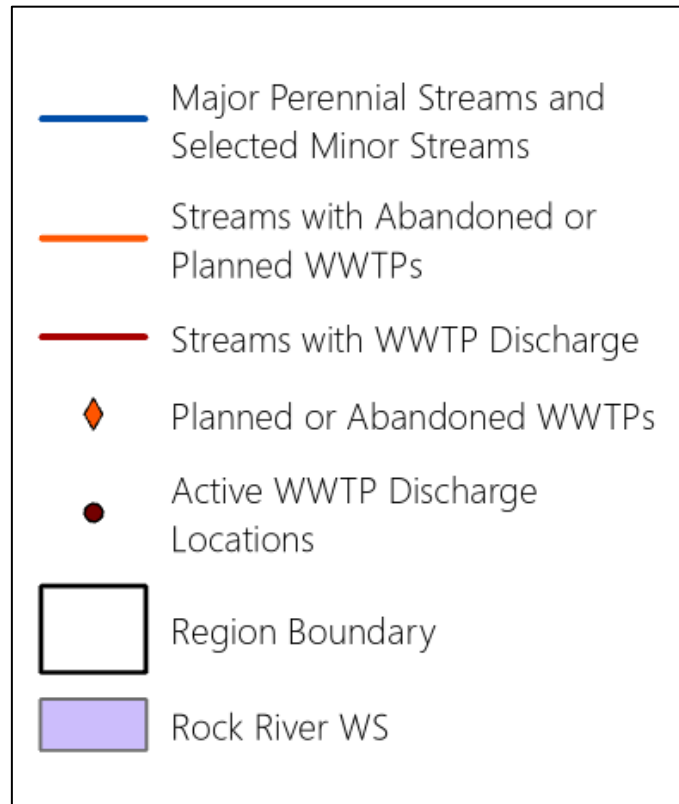 Major Perennial Streams and
Selected Minor Streams
Streams with Abandoned or
Planned WWTPs
Streams with WWTP Discharge
Planned or Abandoned WWTPs
Active WWTP Discharge
Locations
Region Boundary
Rock River WS